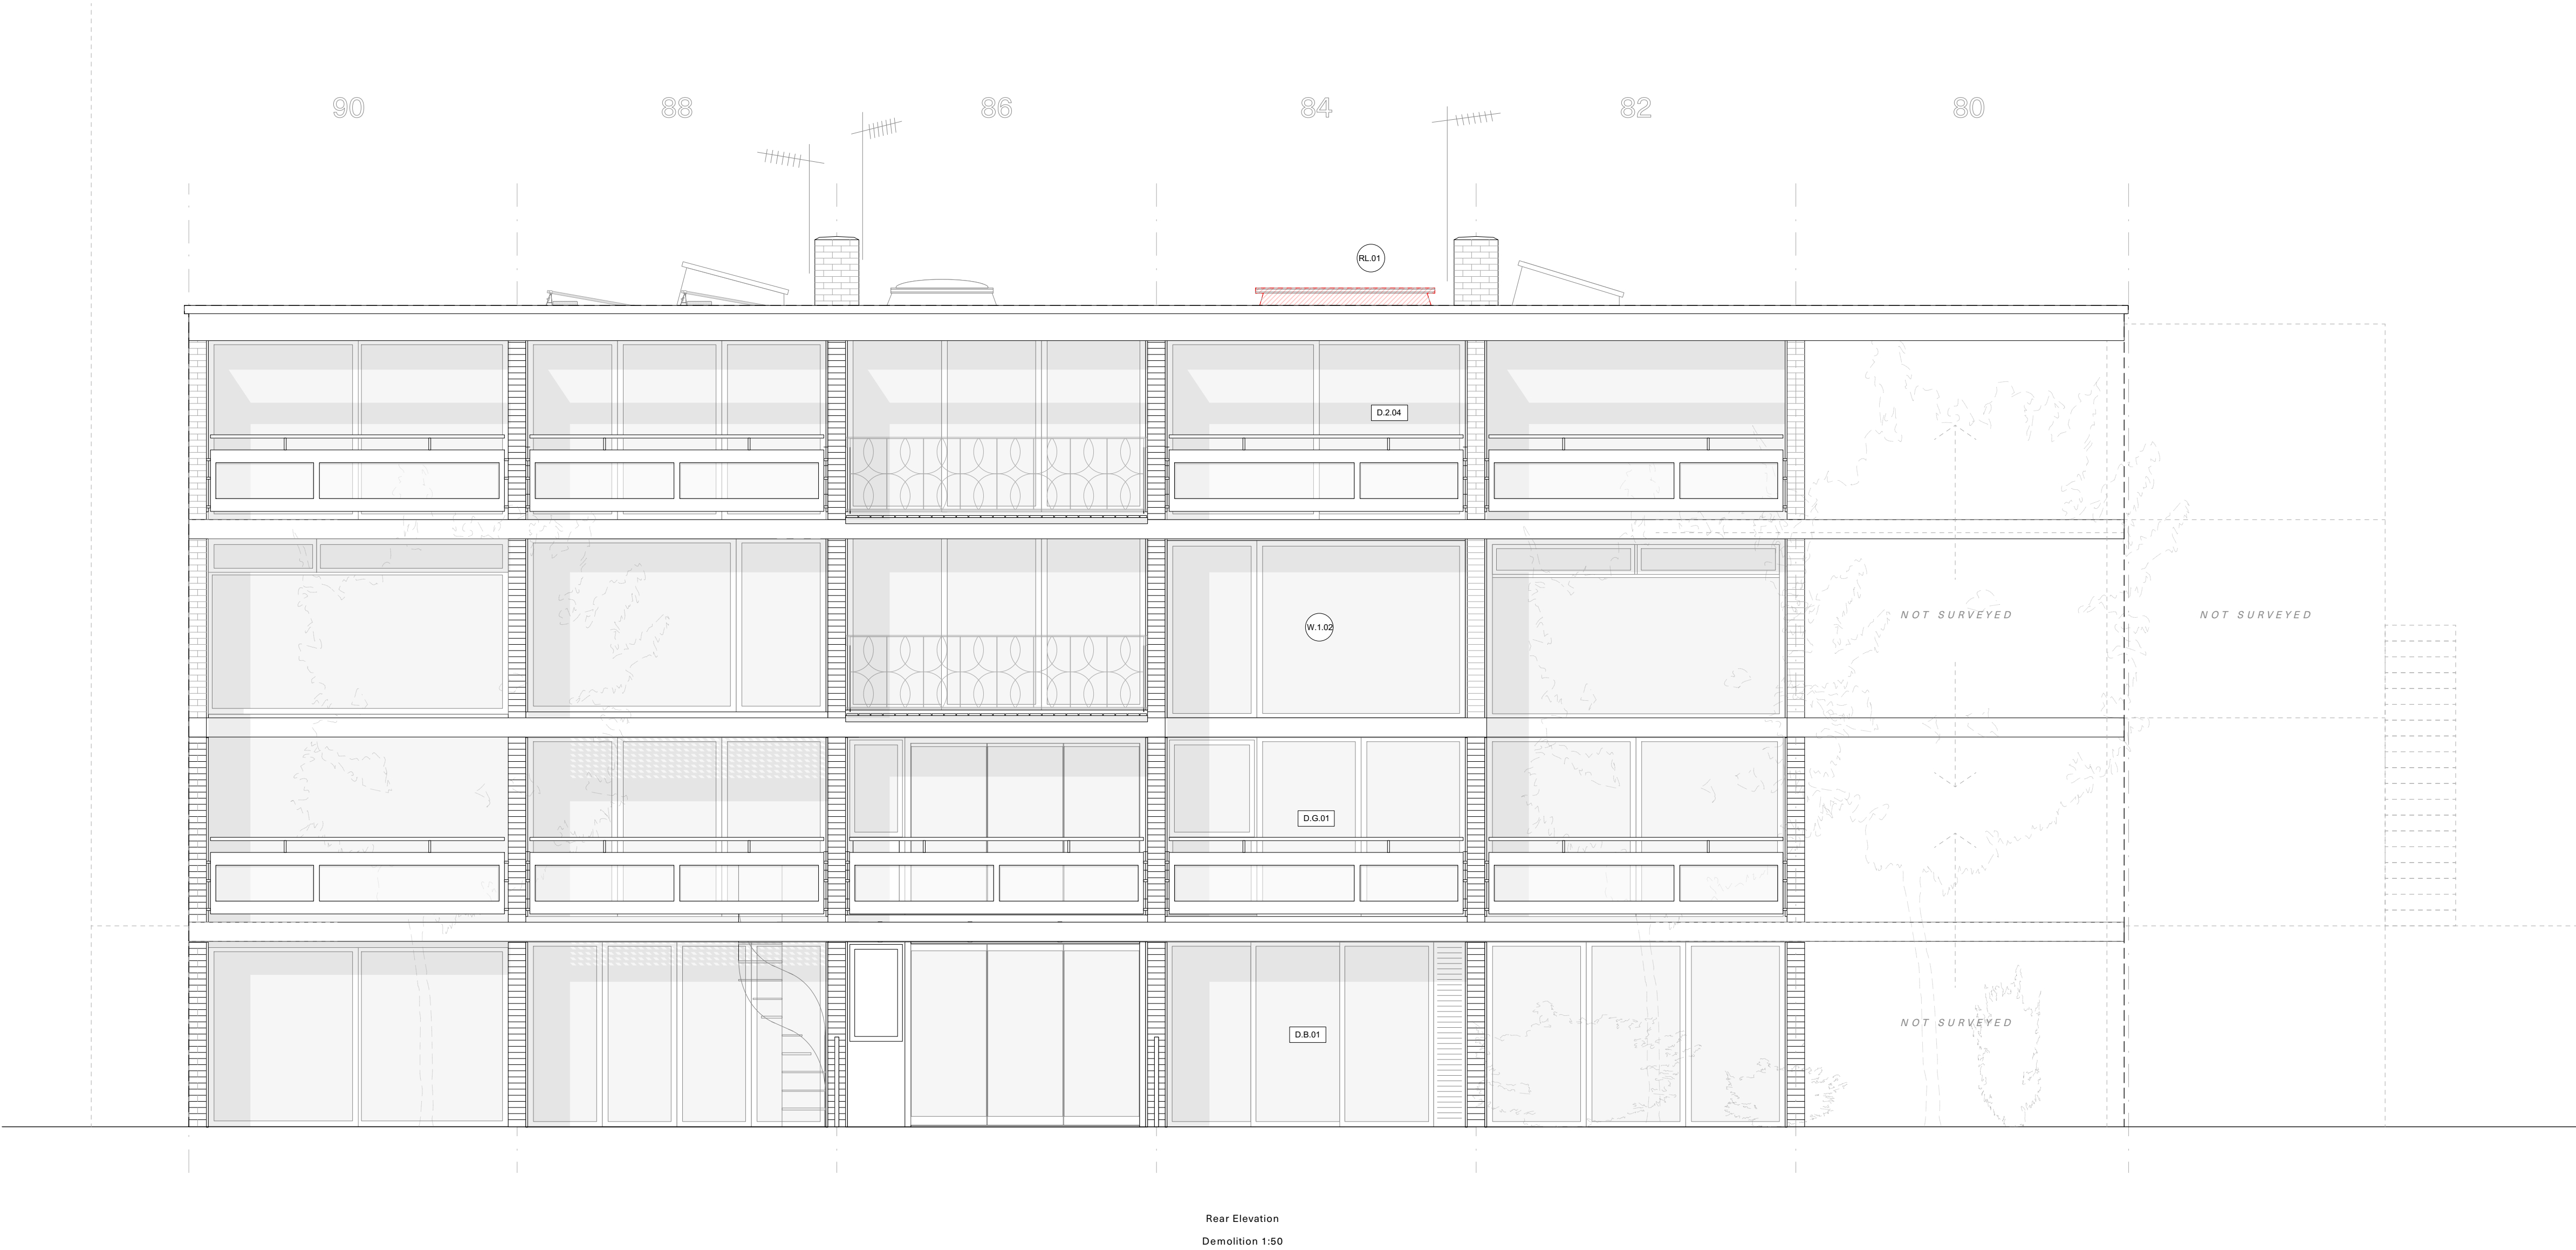 90 88 86 84 82 80
RL.01
D.2.04
NOT SURVEYED NOT SURVEYED
W.1.02
D.G.01
NOT SURVEYED
D.B.01
Rear Elevation
Demolition 1:50